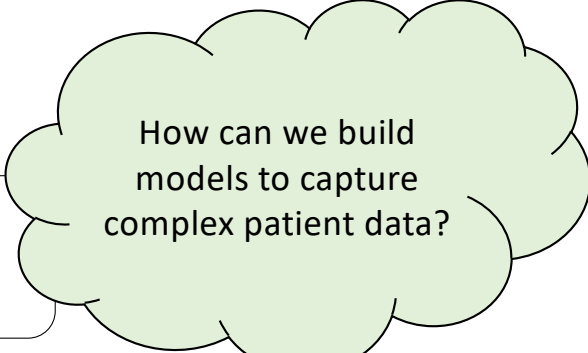 How can we build
models to capture
complex patient data?